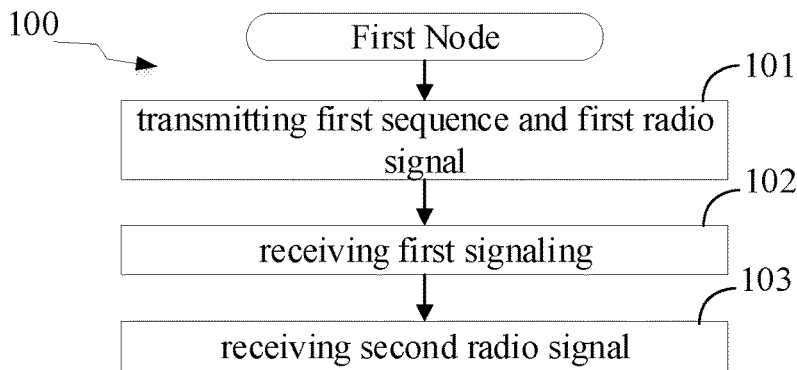 100
First Node
101
transmitting first sequence and first radio
signal
102
receiving first signaling
103
receiving second radio signal